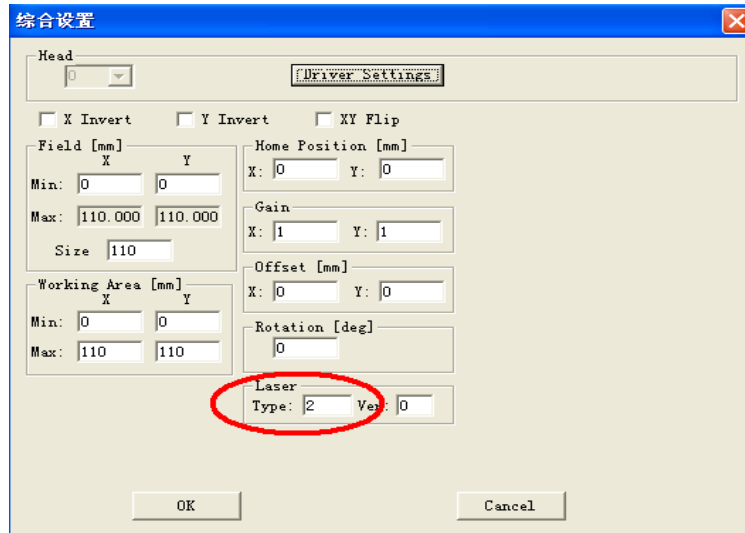 综合设置
Head
0
Driver Settings
X Invert Y Invert XY Flip
Field [mm]
X Y
Min: 0 0
Max: 110.000 110.000
Size 110
Home Position [mm]
X: 0 Y: 0
Gain
X: 1 Y: 1
Offset [mm]
X: 0 Y: 0
Working Area [mm]
X Y
Min: 0 0
Max: 110 110
Rotation [deg]
0
Laser
Type: 2 Ver: 0
OK Cancel